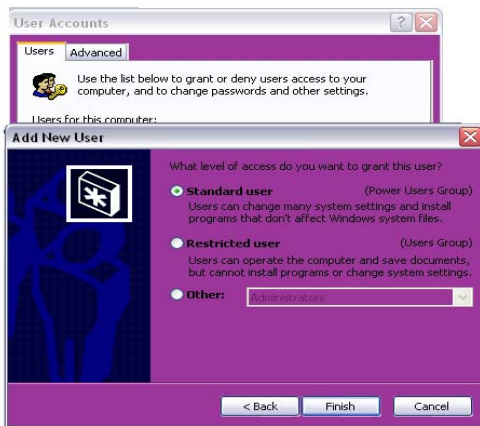 User Accounts
Users Advanced
Use the list below to grant or deny users access to your
computer, and to change passwords and other settings.
Users for this computer:
Add New User
What level of access do you want to grant this user?
Standard user (Power Users Group)
Users can change many system settings and install
programs that don't affect Windows system files.
Restricted user (Users Group)
Users can operate the computer and save documents,
but cannot install programs or change system settings.
Other: Administrators
< Back Finish Cancel